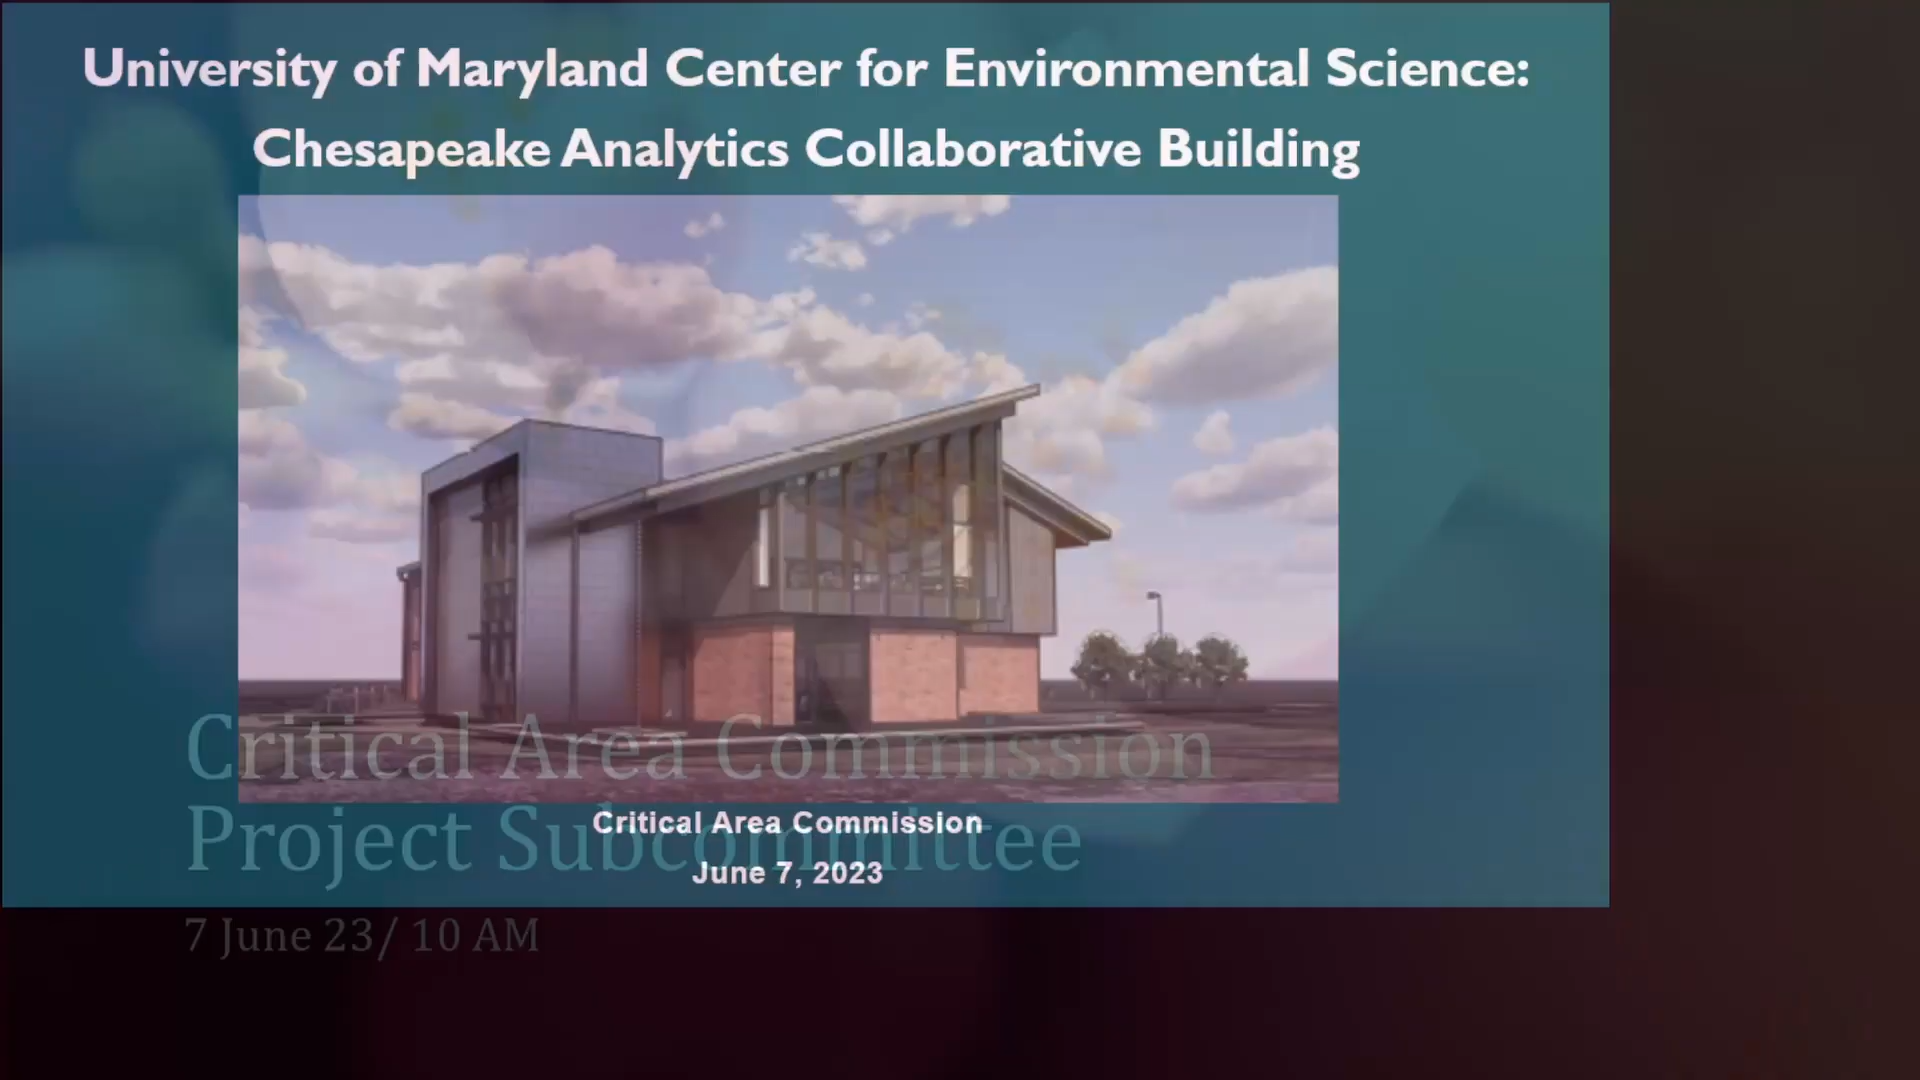 University of Maryland Center for Environmental Science:
Chesapeake Analytics Collaborative Building
Critical Area Commission
Project Subcommittee
Critical Area Commission
June 7, 2023
7 June 23/ 10 AM